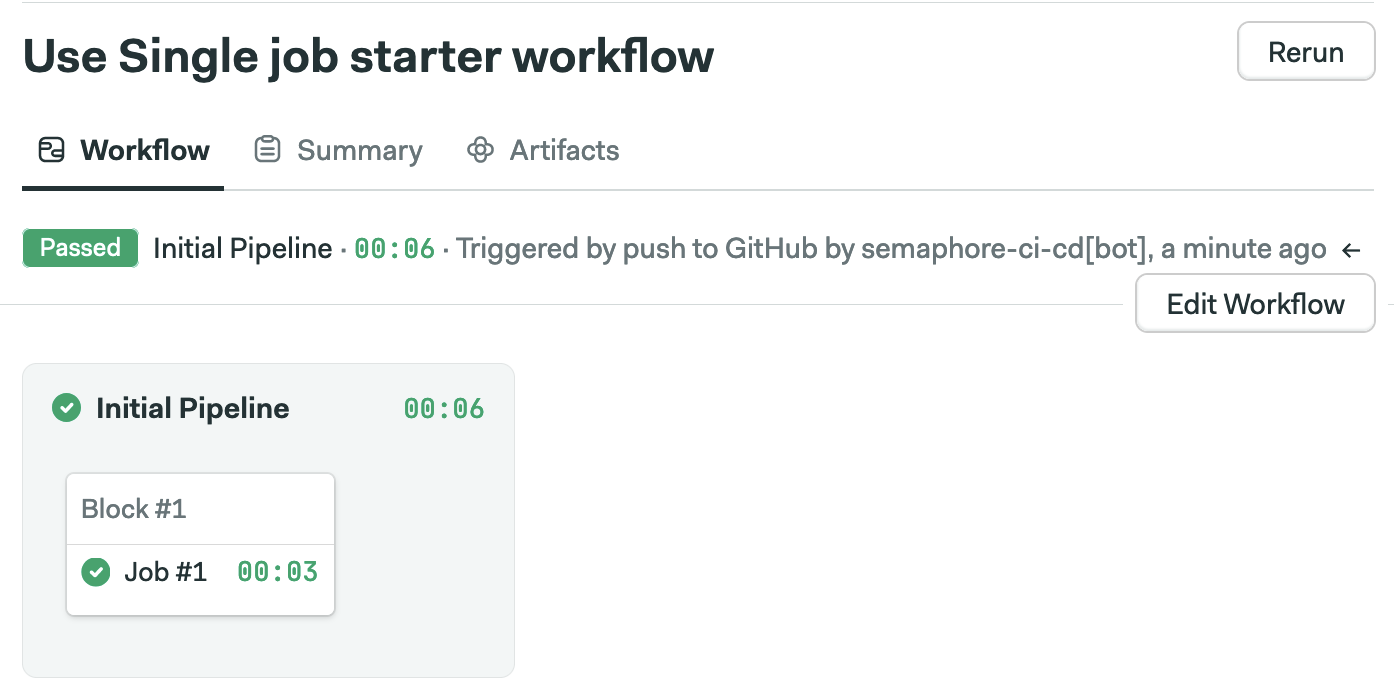 Use Single job starter workflow
Rerun
Workflow
Summary
Artifacts
Passed Initial Pipeline · 00:06 · Triggered by push to GitHub by semaphore-ci-cd[bot], a minute ago ←
Edit Workflow
Initial Pipeline 00:06
Block #1
Job #1 00:03